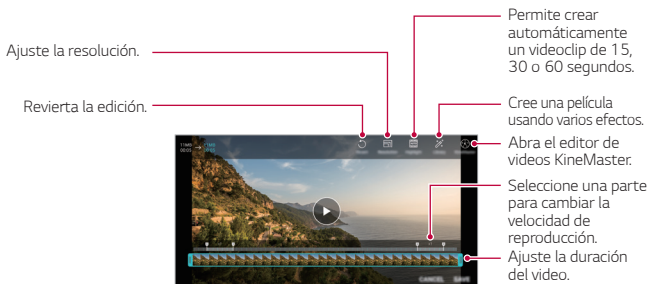 Permite crear
automáticamente
un videoclip de 15,
30 o 60 segundos.
Ajuste la resolución.
Revierta la edición.
Cree una película
usando varios efectos.
Abra el editor de
videos KineMaster.
Seleccione una parte
para cambiar la
velocidad de
reproducción.
Ajuste la duración
del video.
CANCEL SAVE